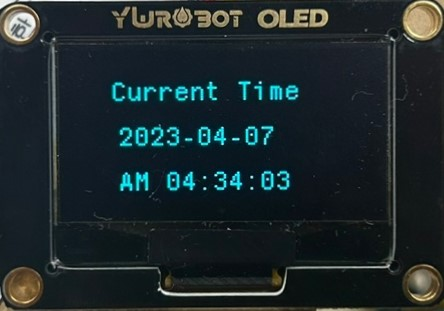 YUROBOT OLED
Current Time
2023-04-07
AM 04:34:03